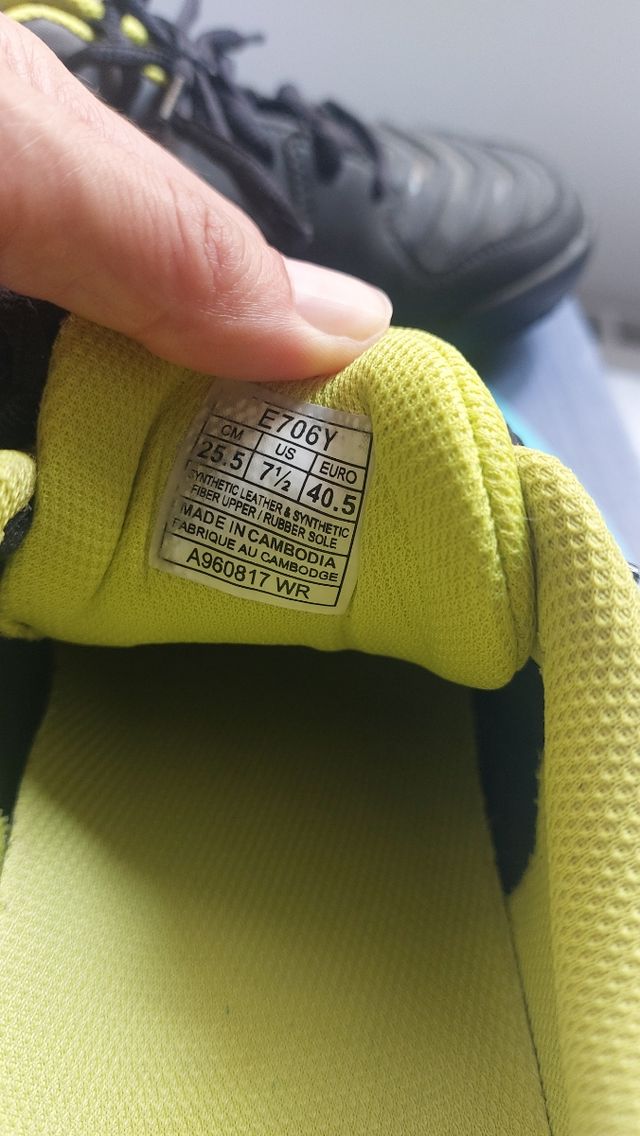 E706Y
CM US EURO
25.5 7½ 40.5
SYNTHETIC LEATHER & SYNTHETIC
FIBER UPPER / RUBBER SOLE
MADE IN CAMBODIA
FABRIQUE AU CAMBODGE
A960817 WR